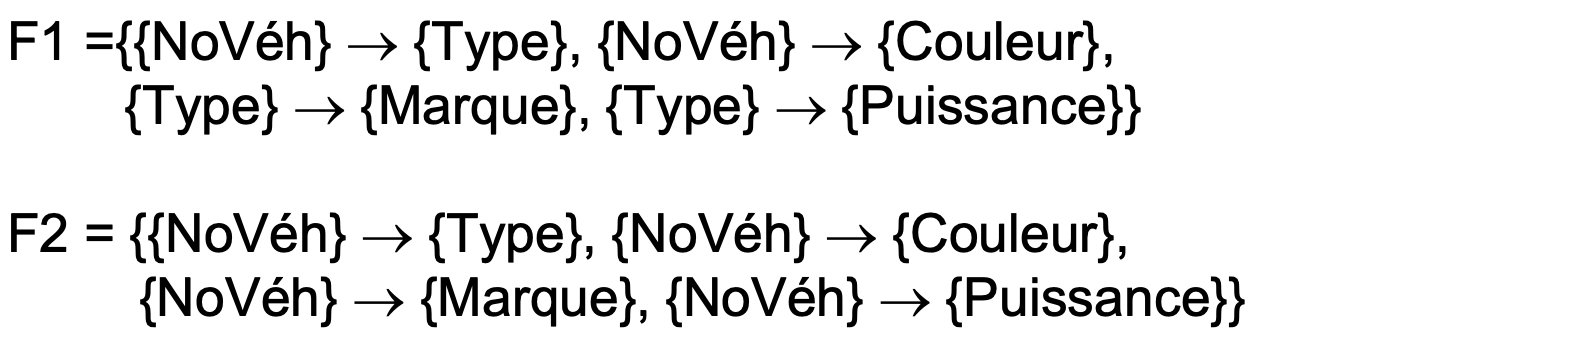 F1 ={{NoVéh} → {Type}, {NoVéh} → {Couleur},
{Type} → {Marque}, {Type} → {Puissance}}
F2 = {{NoVéh} → {Type}, {NoVéh} → {Couleur},
{NoVéh} → {Marque}, {NoVéh} → {Puissance}}